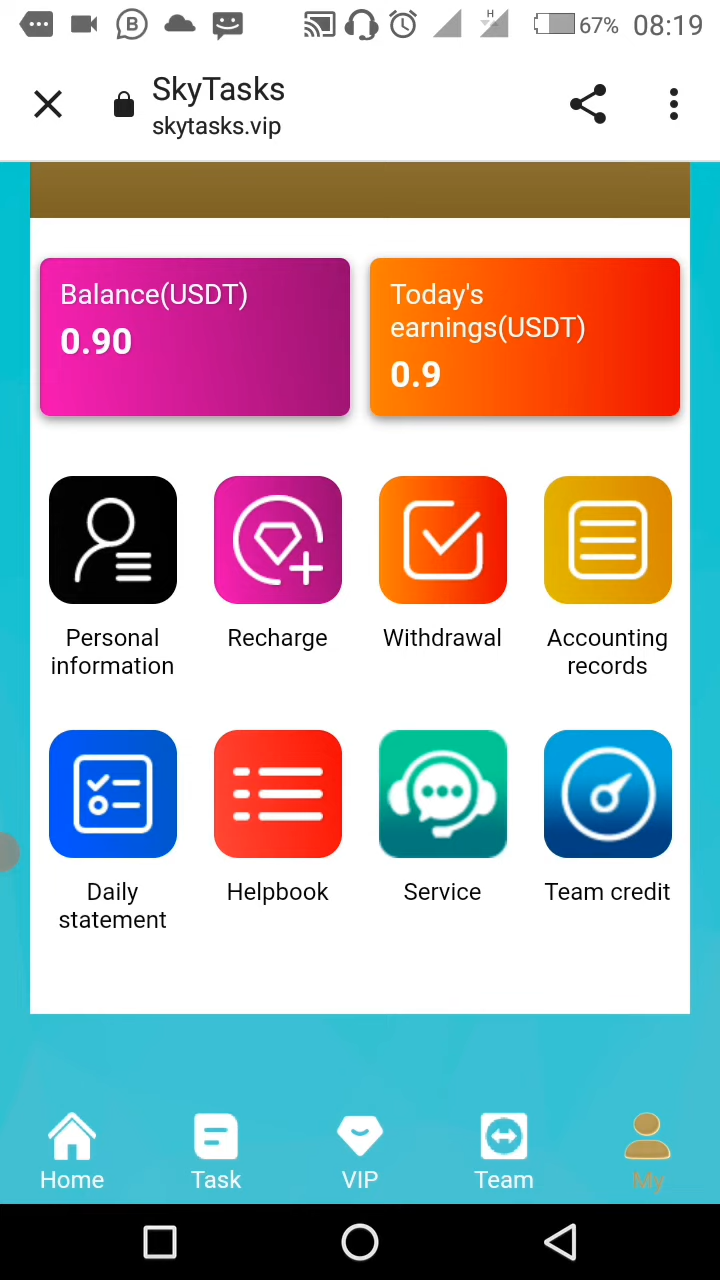 H
67%
08:19
SkyTasks
skytasks.vip
Balance(USDT)
0.90
Today's
earnings(USDT)
0.9
Personal
information
Recharge
Withdrawal
Accounting
records
Daily
statement
Helpbook
Service
Team credit
Home
Task
VIP
Team
My